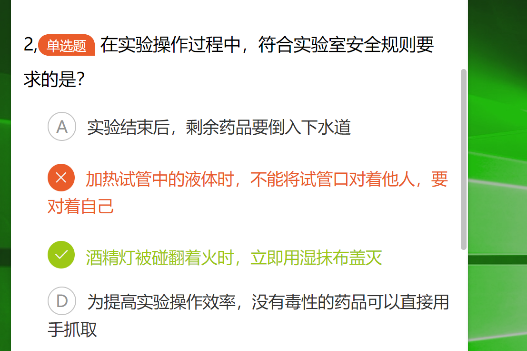 2,单选题 在实验操作过程中，符合实验室安全规则要
求的是？
A 实验结束后，剩余药品要倒入下水道
加热试管中的液体时，不能将试管口对着他人，要
对着自己
酒精灯被碰翻着火时，立即用湿抹布盖灭
D 为提高实验操作效率，没有毒性的药品可以直接用
手抓取